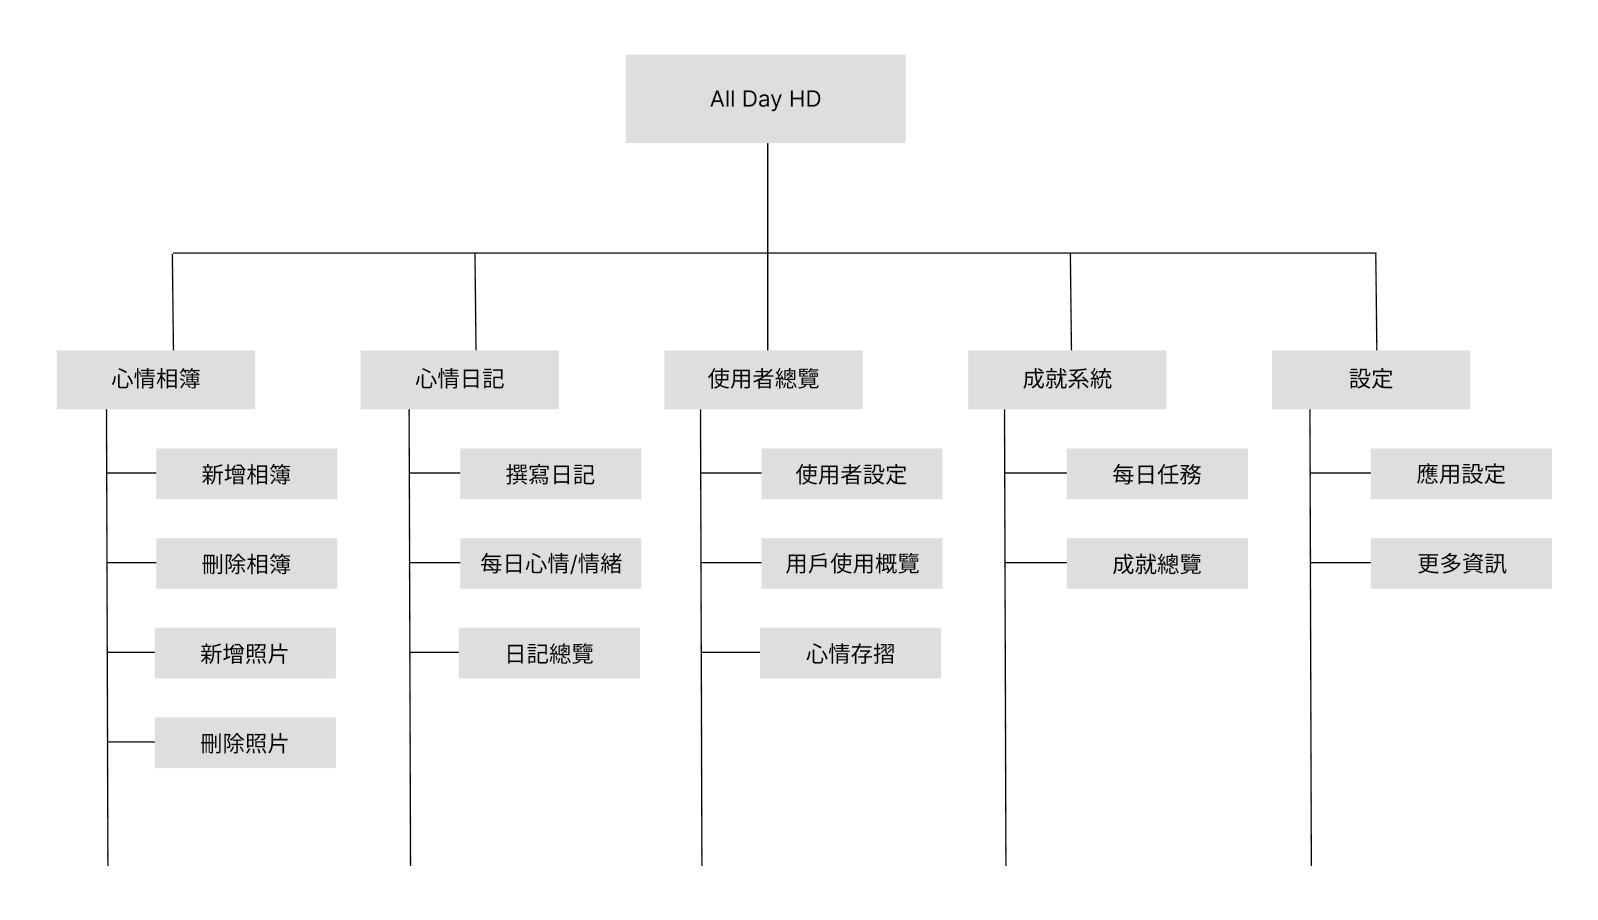 All Day HD
心情相簿
心情日記
使用者總覽
成就系統
設定
新增相簿
撰寫日記
使用者設定
每日任務
應用設定
刪除相簿
每日心情/情緒
用戶使用概覽
成就總覽
更多資訊
新增照片
日記總覽
心情存摺
刪除照片